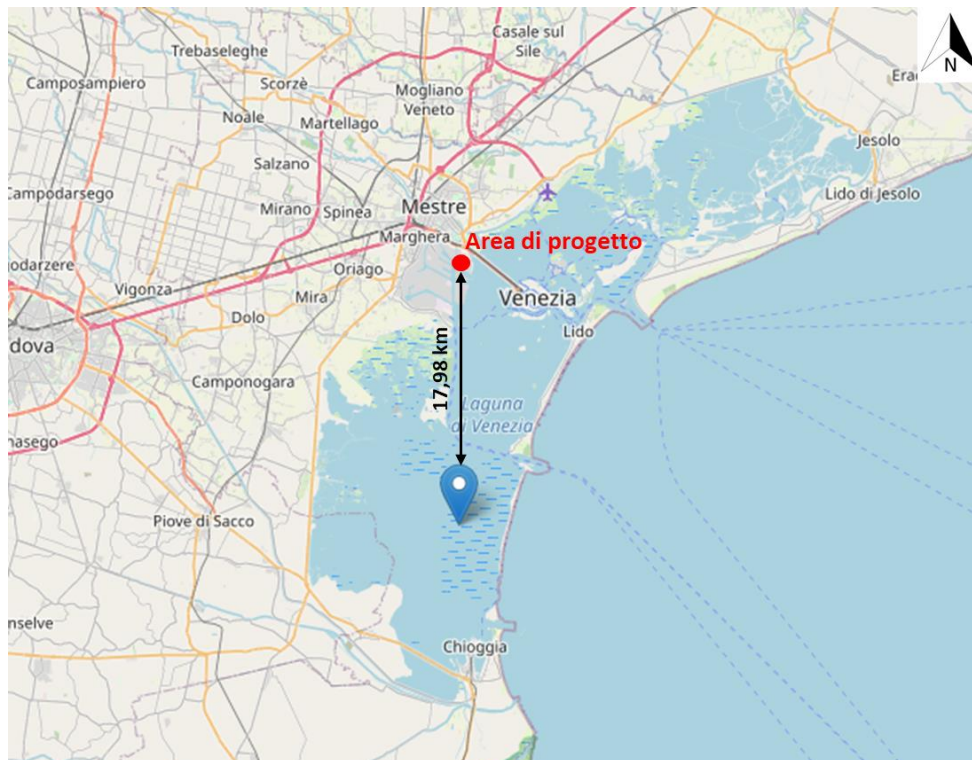 Casale sul
Sile
Trebaseleghe
Camposampiero
Scorzè
Mogliano
Veneto
Era
N
Noale
Martellago
Jesolo
Salzano
Campodarsego
Lido di Jesolo
Mirano
Spinea
Mestre
Marghera
Area di progetto
odarzere
Oriago
Vigonza
Mira
Venezia
Dolo
Lido
dova
17,98 km
Camponogara
Laguna
di Venezia
nasego
Piove di Sacco
nselve
Chioggia